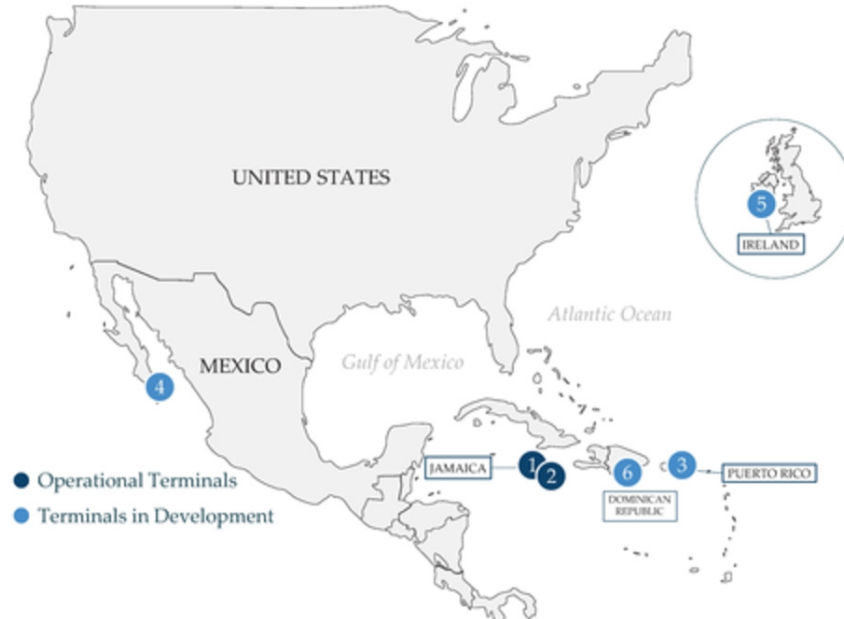 UNITED STATES
5
IRELAND
Atlantic Ocean
Gulf of Mexico
MEXICO
4
Operational Terminals
Terminals in Development
JAMAICA
1
2
6
3
PUERTO RICO
DOMINICAN
REPUBLIC